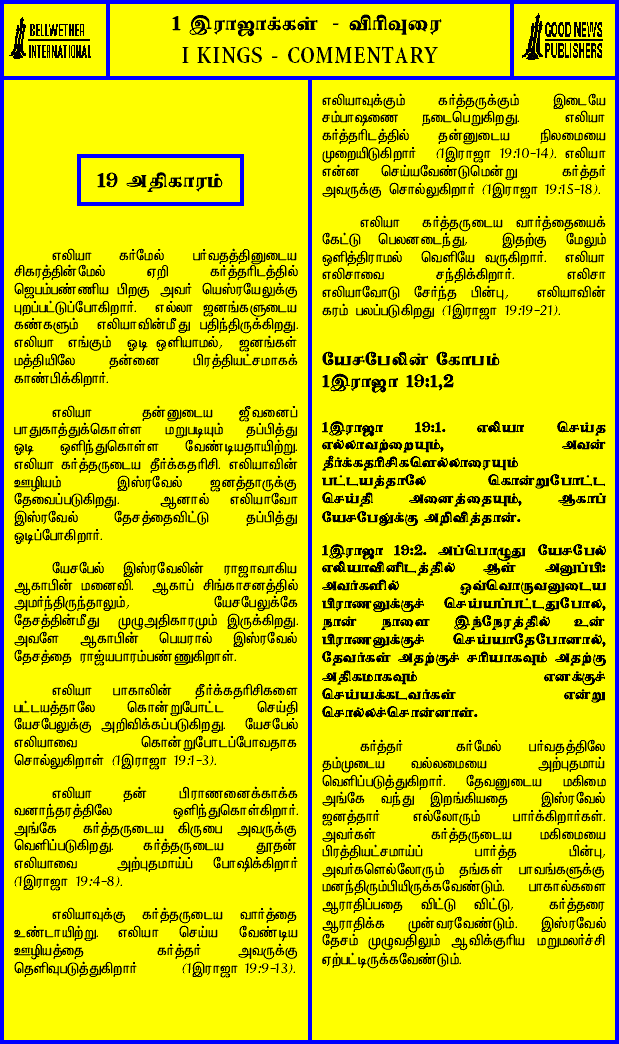 BELLWETHER
INTERNATIONAL
1 இராஜாக்கள் - விரிவுரை
I KINGS - COMMENTARY
GOOD NEWS
PUBLISHERS
19 அதிகாரம்
எலியா கர்மேல் பர்வதத்தினுடைய
சிகரத்தின்மேல் ஏறி கர்த்தரிடத்தில்
ஜெபம்பண்ணிய பிறகு அவர் யெஸ்ரயேலுக்கு
புறப்பட்டுப்போகிறார். எல்லா ஜனங்களுடைய
கண்களும் எலியாவின்மீது பதிந்திருக்கிறது.
எலியா எங்கும் ஓடி ஒளியாமல், ஜனங்கள்
மத்தியிலே தன்னை பிரத்தியட்சமாகக்
காண்பிக்கிறார்.
எலியா தன்னுடைய ஜீவனைப்
பாதுகாத்துக்கொள்ள மறுபடியும் தப்பித்து
ஓடி ஒளிந்துகொள்ள வேண்டியதாயிற்று.
எலியா கர்த்தருடைய தீர்க்கதரிசி. எலியாவின்
ஊழியம் இஸ்ரவேல் ஜனத்தாருக்கு
தேவைப்படுகிறது. ஆனால் எலியாவோ
இஸ்ரவேல் தேசத்தைவிட்டு தப்பித்து
ஓடிப்போகிறார்.
யேசபேல் இஸ்ரவேலின் ராஜாவாகிய
ஆகாபின் மனைவி. ஆகாப் சிங்காசனத்தில்
அமர்ந்திருந்தாலும், யேசபேலுக்கே
தேசத்தின்மீது முழுஅதிகாரமும் இருக்கிறது.
அவளே ஆகாபின் பெயரால் இஸ்ரவேல்
தேசத்தை ராஜ்யபாரம்பண்ணுகிறாள்.
எலியா பாகாலின் தீர்க்கதரிசிகளை
பட்டயத்தாலே கொன்றுபோட்ட செய்தி
யேசபேலுக்கு அறிவிக்கப்படுகிறது. யேசபேல்
எலியாவை கொன்றுபோடப்போவதாக
சொல்லுகிறாள் (1இராஜா 19:1-3).
எலியா தன் பிராணனைக்காக்க
வனாந்தரத்திலே ஒளிந்துகொள்கிறார்.
அங்கே கர்த்தருடைய கிருபை அவருக்கு
வெளிப்படுகிறது. கர்த்தருடைய தூதன்
எலியாவை அற்புதமாய்ப் போஷிக்கிறார்
(1இராஜா 19:4-8).
எலியாவுக்கு கர்த்தருடைய வார்த்தை
உண்டாயிற்று. எலியா செய்ய வேண்டிய
ஊழியத்தை கர்த்தர் அவருக்கு
தெளிவுபடுத்துகிறார் (1இராஜா 19:9-13).
எலியாவுக்கும் கர்த்தருக்கும் இடையே
சம்பாஷணை நடைபெறுகிறது. எலியா
கர்த்தரிடத்தில் தன்னுடைய நிலமையை
முறையிடுகிறார் (1இராஜா 19:10-14). எலியா
என்ன செய்யவேண்டுமென்று கர்த்தர்
அவருக்கு சொல்லுகிறார் (1இராஜா 19:15-18).
எலியா கர்த்தருடைய வார்த்தையைக்
கேட்டு பெலனடைந்து, இதற்கு மேலும்
ஒளித்திராமல் வெளியே வருகிறார். எலியா
எலிசாவை சந்திக்கிறார். எலிசா
எலியாவோடு சேர்ந்த பின்பு, எலியாவின்
கரம் பலப்படுகிறது (1இராஜா 19:19-21).
யேசபேலின் கோபம்
1இராஜா 19:1,2
1இராஜா 19:1. எலியா செய்த
எல்லாவற்றையும், அவன்
தீர்க்கதரிசிகளெல்லாரையும்
பட்டயத்தாலே கொன்றுபோட்ட
செய்தி அனைத்தையும், ஆகாப்
யேசபேலுக்கு அறிவித்தான்.
1இராஜா 19:2. அப்பொழுது யேசபேல்
எலியாவினிடத்தில் ஆள் அனுப்பி:
அவர்களில் ஒவ்வொருவனுடைய
பிராணனுக்குச் செய்யப்பட்டதுபோல,
நான் நாளை இந்நேரத்தில் உன்
பிராணனுக்குச் செய்யாதேபோனால்,
தேவர்கள் அதற்குச் சரியாகவும் அதற்கு
அதிகமாகவும் எனக்குச்
செய்யக்கடவர்கள் என்று
சொல்லச்சொன்னாள்.
கர்த்தர் கர்மேல் பர்வதத்திலே
தம்முடைய வல்லமையை அற்புதமாய்
வெளிப்படுத்துகிறார். தேவனுடைய மகிமை
அங்கே வந்து இறங்கியதை இஸ்ரவேல்
ஜனத்தார் எல்லோரும் பார்க்கிறார்கள்.
அவர்கள் கர்த்தருடைய மகிமையை
பிரத்தியட்சமாய்ப் பார்த்த பின்பு,
அவர்களெல்லோரும் தங்கள் பாவங்களுக்கு
மனந்திரும்பியிருக்கவேண்டும். பாகால்களை
ஆராதிப்பதை விட்டு விட்டு, கர்த்தரை
ஆராதிக்க முன்வரவேண்டும். இஸ்ரவேல்
தேசம் முழுவதிலும் ஆவிக்குரிய மறுமலர்ச்சி
ஏற்பட்டிருக்கவேண்டும்.